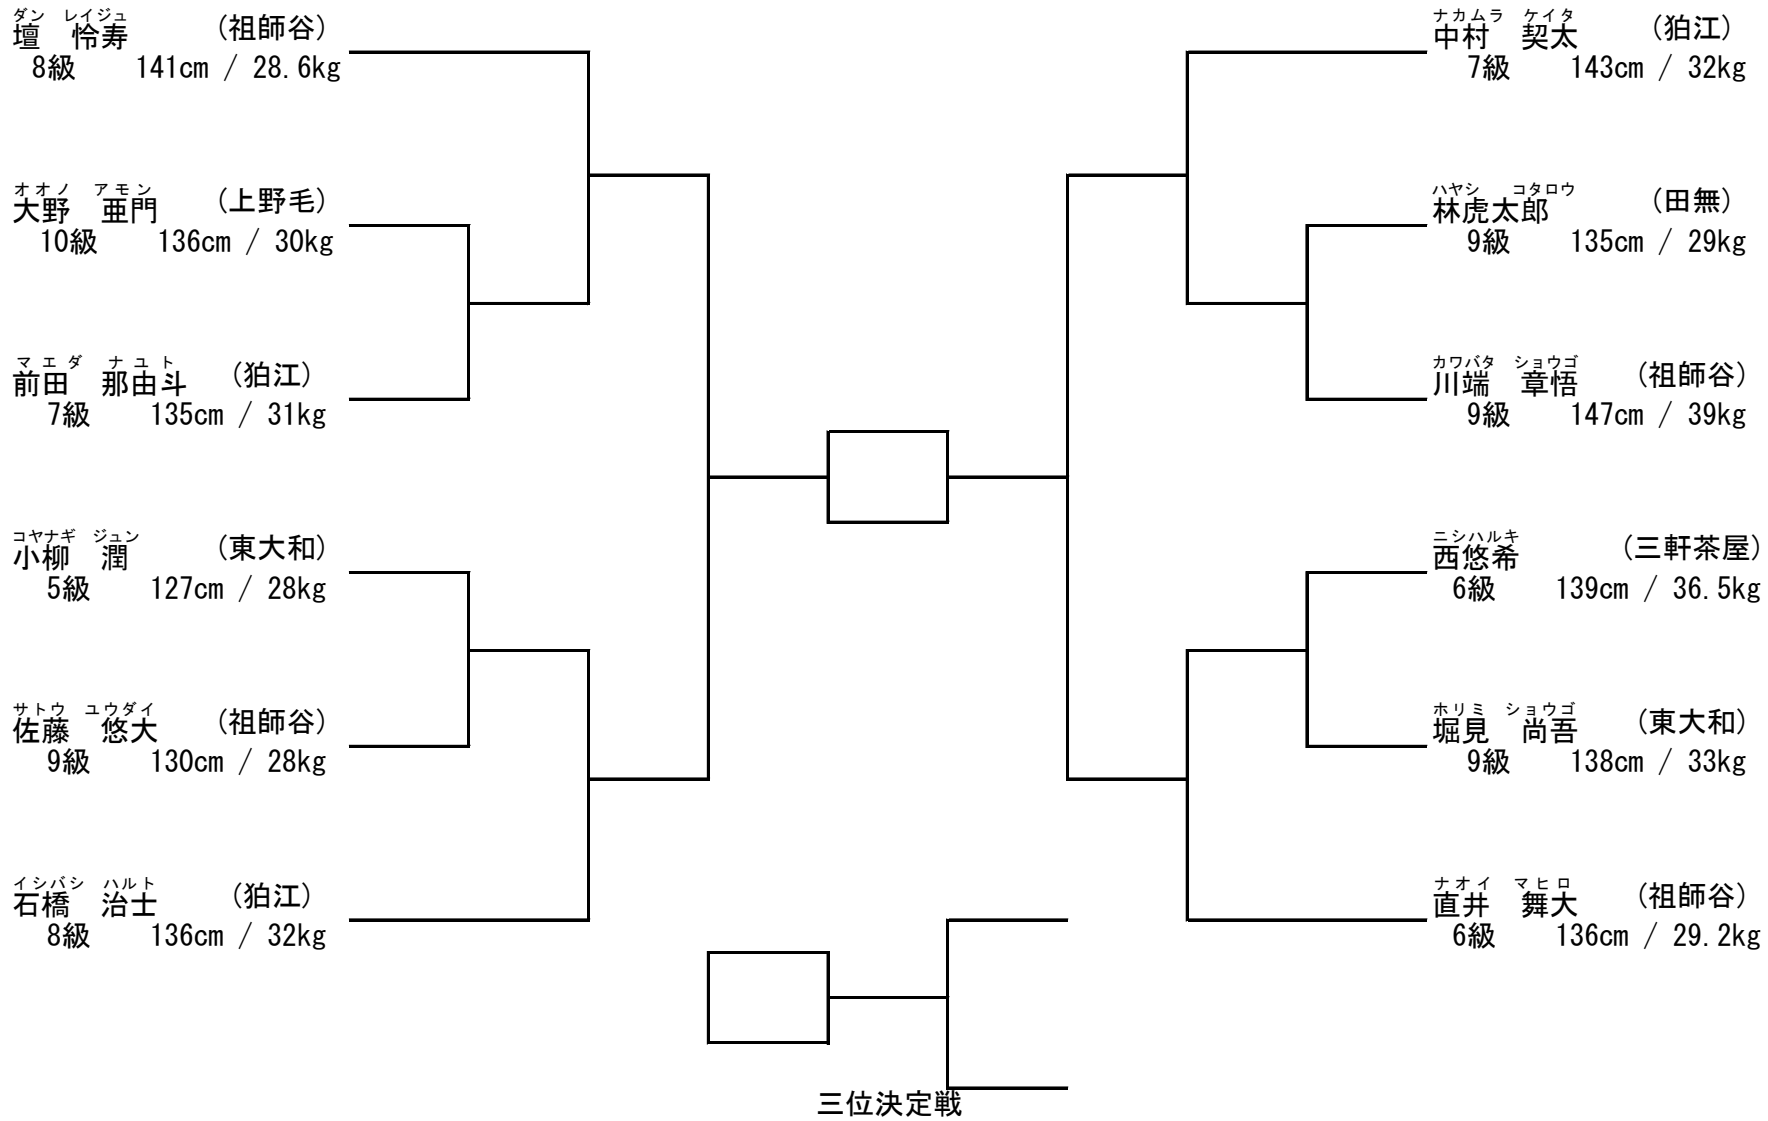 ダン　レイジュ
壇　怜寿　（祖師谷）
8級　141cm / 28.6kg
オオノ　アモン
大野　亜門　（上野毛）
10級　136cm / 30kg
マエダ　ナユト
前田　那由斗　（狛江）
7級　135cm / 31kg
コヤナギ　ジュン
小柳　潤　（東大和）
5級　127cm / 28kg
サトウ　ユウダイ
佐藤　悠大　（祖師谷）
9級　130cm / 28kg
イシバシ　ハルト
石橋　治士　（狛江）
8級　136cm / 32kg
ナカムラ　ケイタ
中村　契太　（狛江）
7級　143cm / 32kg
ハヤシ　コタロウ
林虎太郎　（田無）
9級　135cm / 29kg
カワバタ　ショウゴ
川端　章悟　（祖師谷）
9級　147cm / 39kg
ニシハルキ
西悠希　（三軒茶屋）
6級　139cm / 36.5kg
ホリミ　ショウゴ
堀見　尚吾　（東大和）
9級　138cm / 33kg
ナオイ　マヒロ
直井　舞大　（祖師谷）
6級　136cm / 29.2kg
三位決定戦